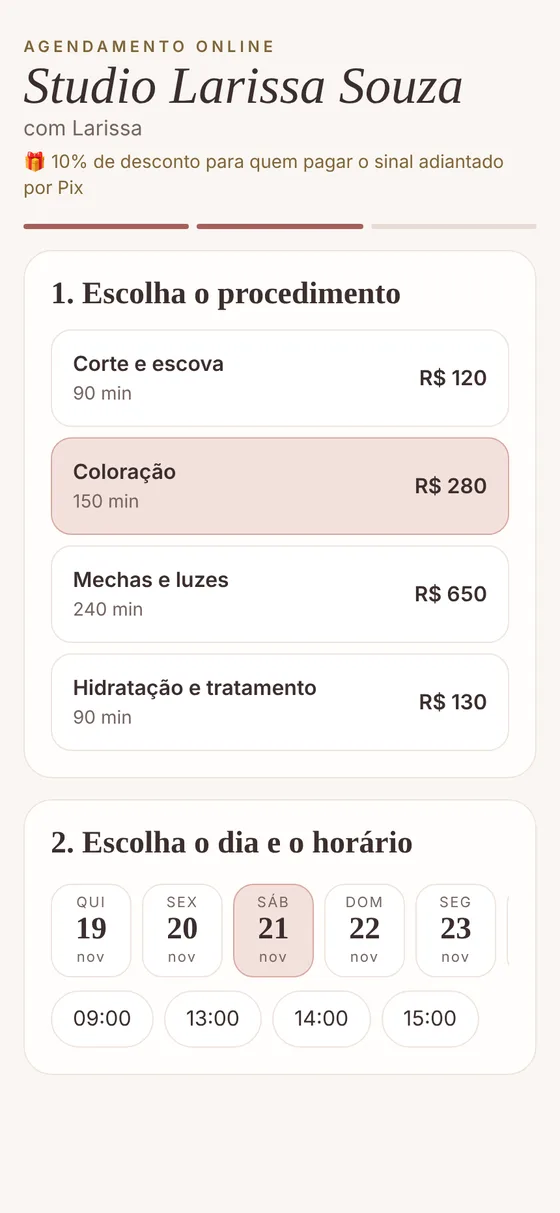 AGENDAMENTO ONLINE
Studio Larissa Souza
com Larissa
🎁 10% de desconto para quem pagar o sinal adiantado
por Pix
1. Escolha o procedimento
Corte e escova
90 min
R$ 120
Coloração
150 min
R$ 280
Mechas e luzes
240 min
R$ 650
Hidratação e tratamento
90 min
R$ 130
2. Escolha o dia e o horário
QUI SEX SÁB DOM SEG
19 20 21 22 23
nov nov nov nov nov
09:00 13:00 14:00 15:00